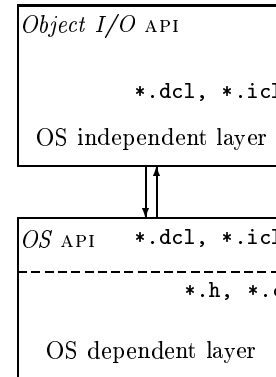 Object I/O API
*.dcl, *.icl
OS independent layer
OS API *.dcl, *.icl
*.h, *.c
OS dependent layer